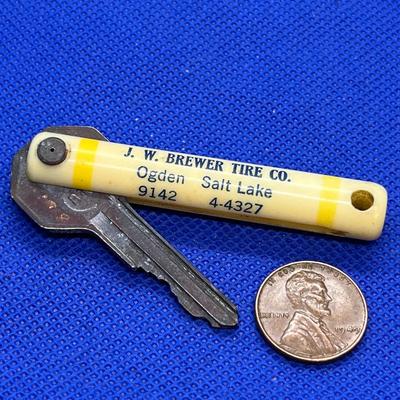 J. W. BREWER TIRE CO.
Ogden Salt Lake
9142 4-4327